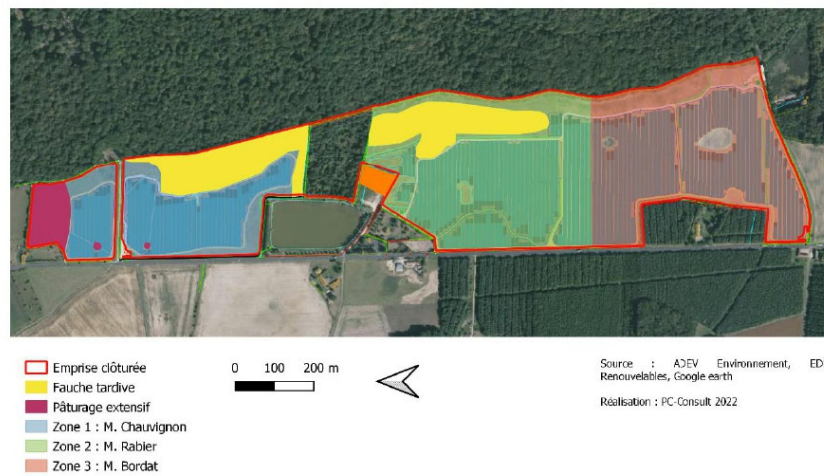 Emprise clôturée
Fauche tardive
Pâturage extensif
Zone 1 : M. Chauvignon
Zone 2 : M. Rabier
Zone 3 : M. Bordat
0 100 200 m
Source : ADEV Environnement, ED
Renouvelables, Google earth
Réalisation : PC-Consult 2022